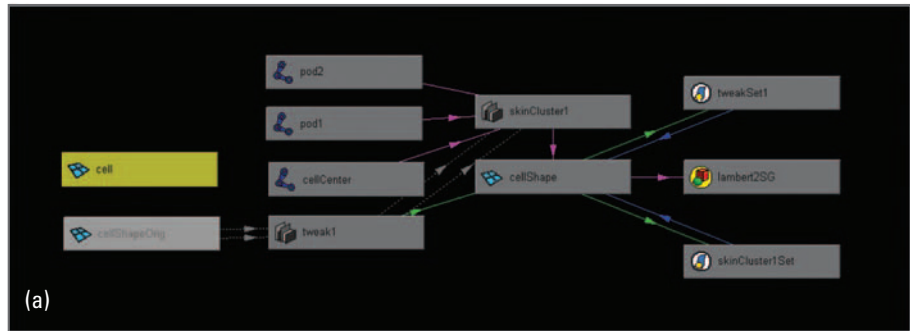 pod2
skinCluster1
tweakSet1
pod1
cell
cellCenter
cellShape
lambert2SG
cellShapeOrig
tweak1
skinCluster1Set
(a)